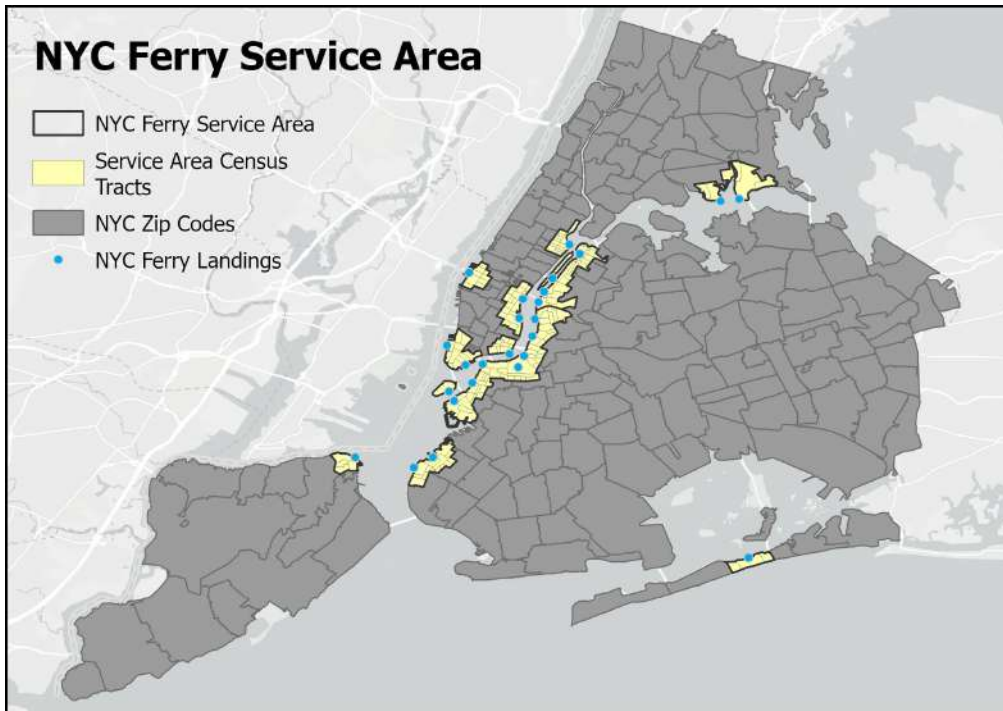 NYC Ferry Service Area
NYC Ferry Service Area
Service Area Census
Tracts
NYC Zip Codes
NYC Ferry Landings